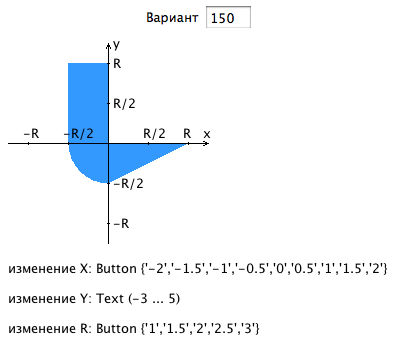 Вариант 150
y
R
R/2
-R -R/2 R/2 R x
-R/2
-R
изменение X: Button {'-2','-1.5','-1','-0.5','0','0.5','1','1.5','2'}
изменение Y: Text (-3 ... 5)
изменение R: Button {'1','1.5','2','2.5','3'}